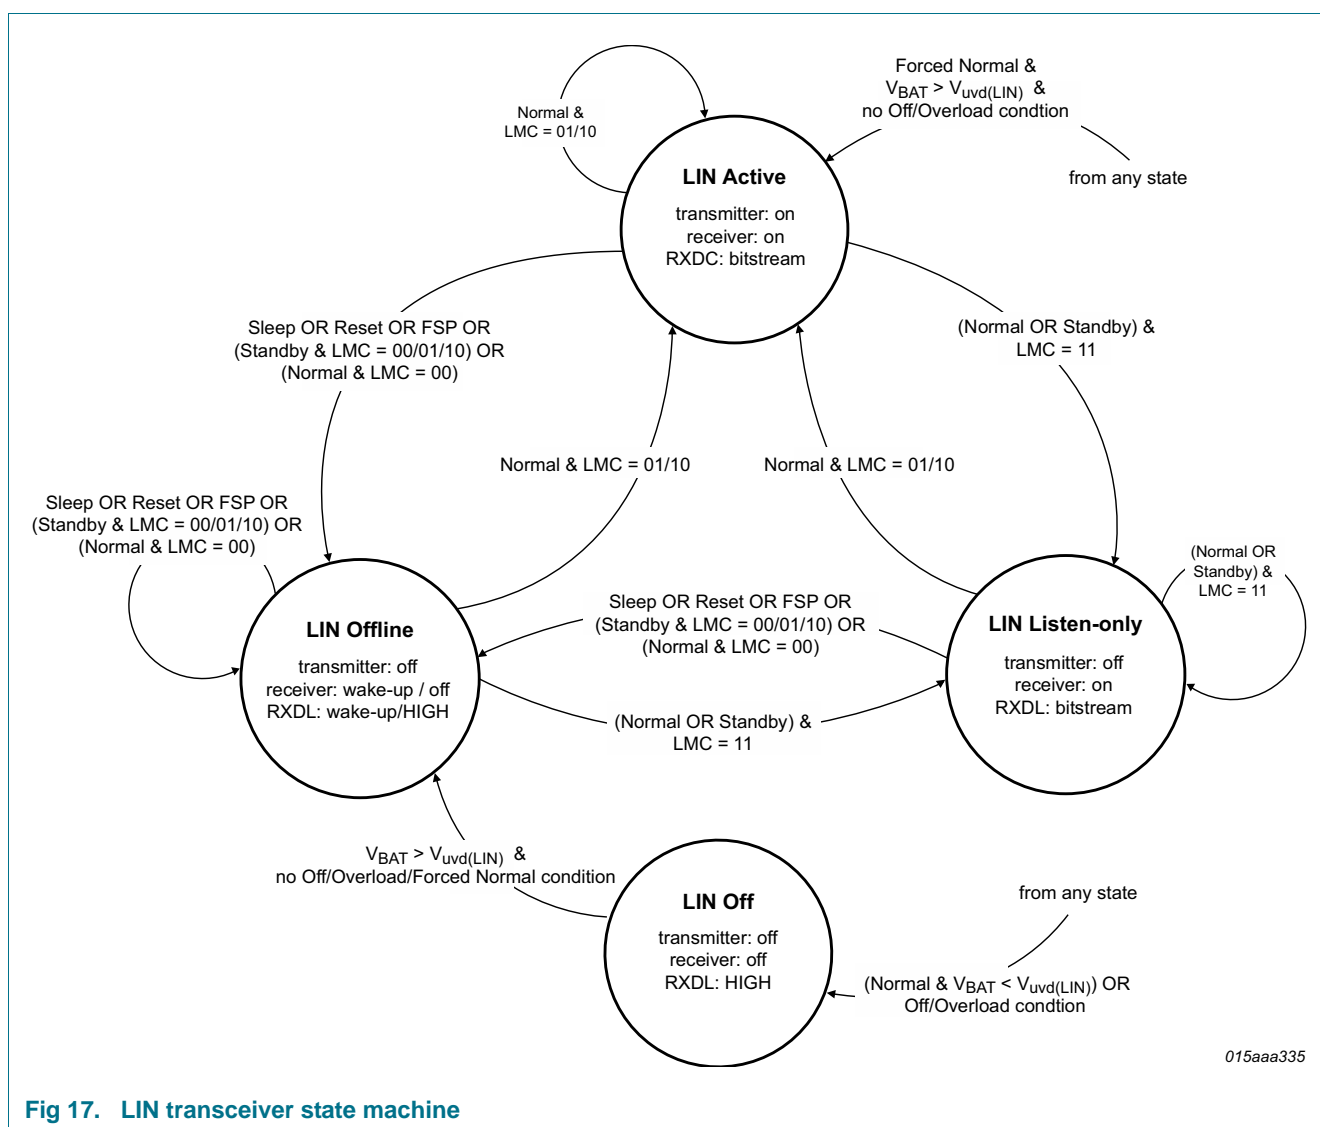 Forced Normal &
VBAT > Vuvd(LIN) &
no Off/Overload condtion
from any state
Normal &
LMC = 01/10
LIN Active
transmitter: on
receiver: on
RXDC: bitstream
Sleep OR Reset OR FSP OR
(Standby & LMC = 00/01/10) OR
(Normal & LMC = 00)
(Normal OR Standby) &
LMC = 11
Normal & LMC = 01/10
Normal & LMC = 01/10
Sleep OR Reset OR FSP OR
(Standby & LMC = 00/01/10) OR
(Normal & LMC = 00)
(Normal OR
Standby) &
LMC = 11
LIN Offline
transmitter: off
receiver: wake-up / off
RXDL: wake-up/HIGH
Sleep OR Reset OR FSP OR
(Standby & LMC = 00/01/10) OR
(Normal & LMC = 00)
LIN Listen-only
transmitter: off
receiver: on
RXDL: bitstream
(Normal OR Standby) &
LMC = 11
VBAT > Vuvd(LIN) &
no Off/Overload/Forced Normal condition
LIN Off
transmitter: off
receiver: off
RXDL: HIGH
from any state
(Normal & VBAT < Vuvd(LIN)) OR
Off/Overload condtion
015aaa335
Fig 17. LIN transceiver state machine